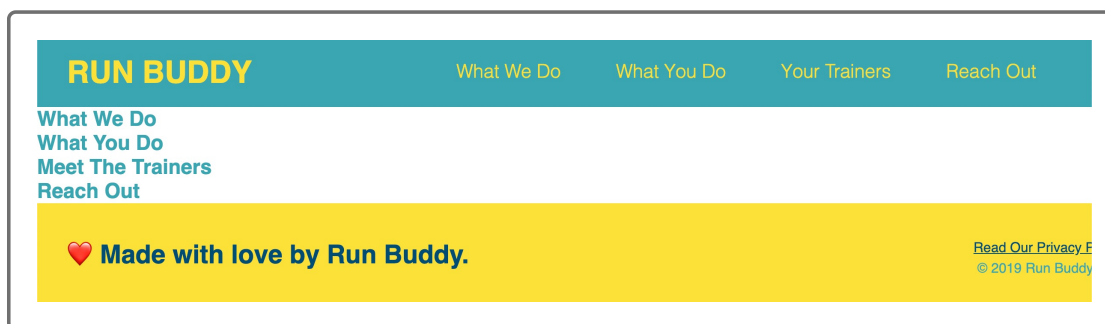 RUN BUDDY What We Do What You Do Your Trainers Reach Out
What We Do
What You Do
Meet The Trainers
Reach Out
❤️ Made with love by Run Buddy.
Read Our Privacy
© 2019 Run Buddy